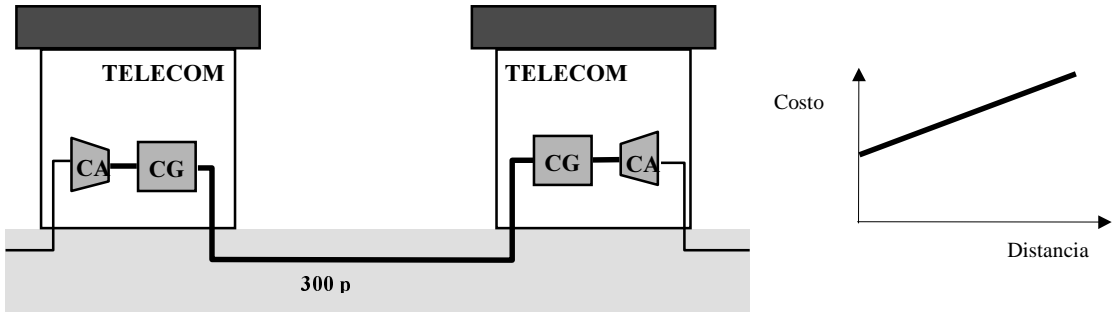 TELECOM
TELECOM
CA
CG
CG
CA
300 p
Costo
Distancia